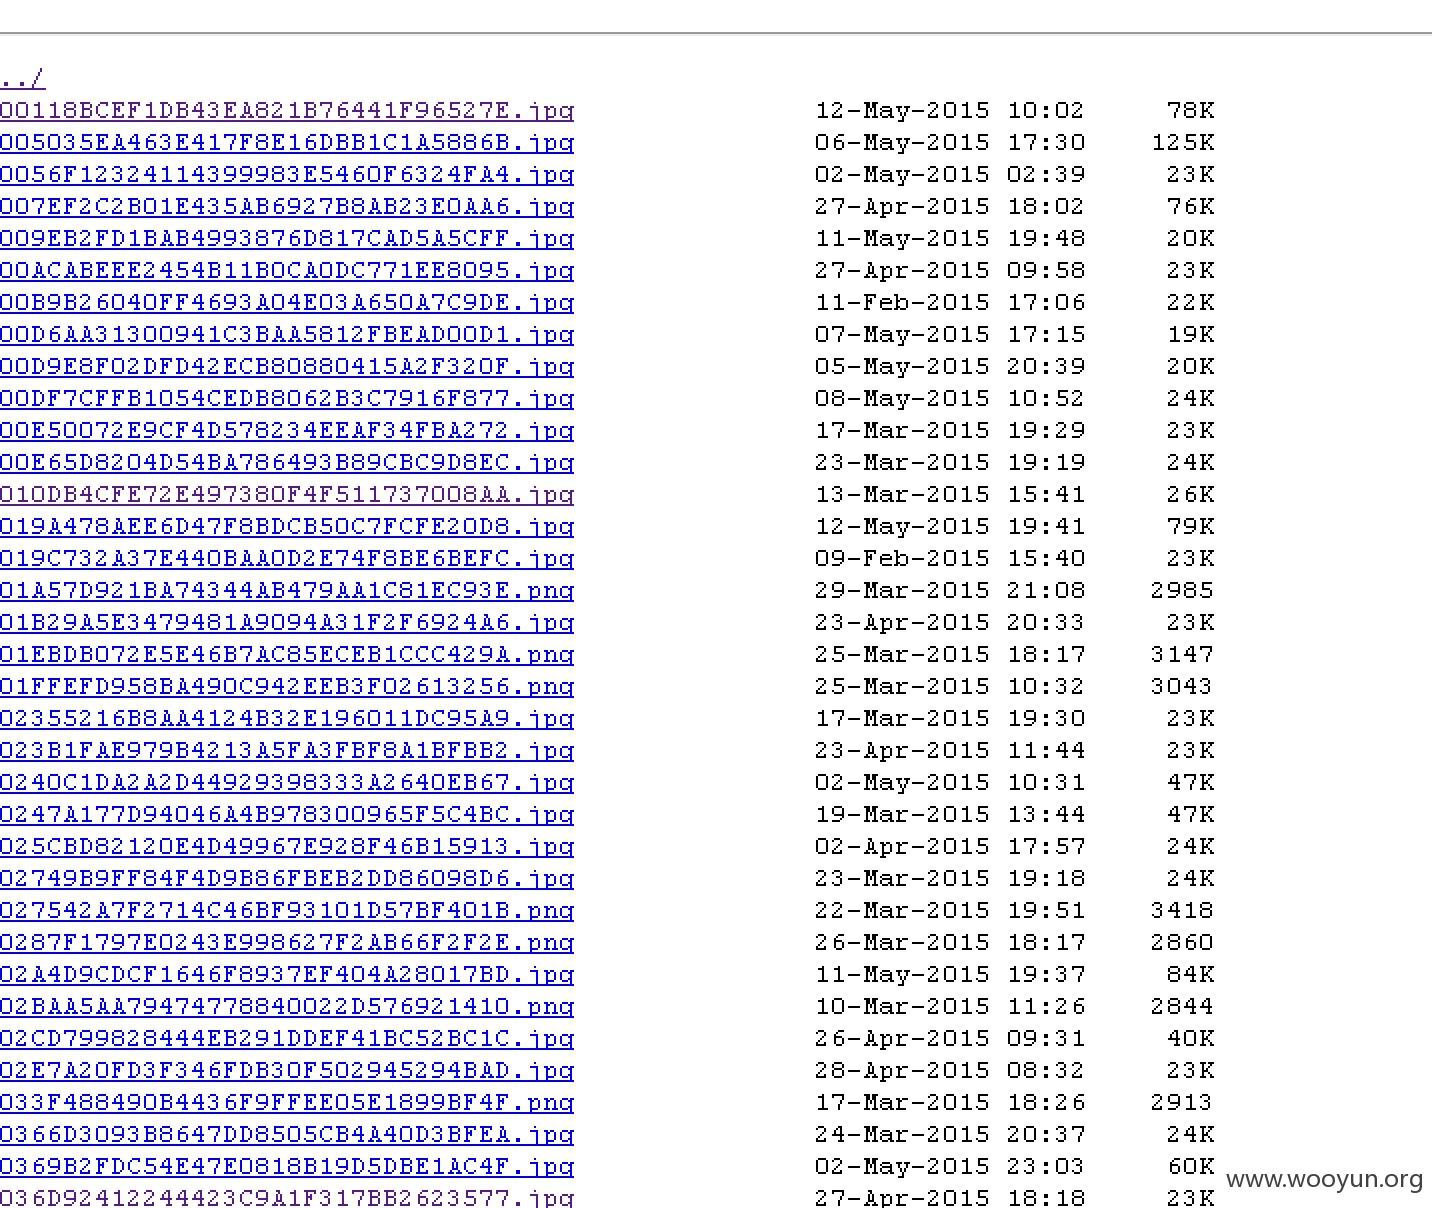 ../
00118BCEF1DB43EA821B76441F96527E.jpg 12-May-2015 10:02 78K
005035EA463E417F8E16DBB1C1A5886B.jpg 06-May-2015 17:30 125K
0056F12324114399983E5460F6324FA4.jpg 02-May-2015 02:39 23K
007EF2C2B01E435AB6927B8AB23E0AA6.jpg 27-Apr-2015 18:02 76K
009EB2FD1BAB4993876D817CAD5A5CFF.jpg 11-May-2015 19:48 20K
00ACABEEE2454B11B0CA0DC771EE8095.jpg 27-Apr-2015 09:58 23K
00B9B26040FF4693A04E03A650A7C9DE.jpg 11-Feb-2015 17:06 22K
00D6AA31300941C3BAA5812FBEAD00D1.jpg 07-May-2015 17:15 19K
00D9E8F02DFD42ECB80880415A2F320F.jpg 05-May-2015 20:39 20K
00DF7CFFB1054CEDB8062B3C7916F877.jpg 08-May-2015 10:52 24K
00E50072E9CF4D578234EEAF34FBA272.jpg 17-Mar-2015 19:29 23K
00E65D8204D54BA786493B89CBC9D8EC.jpg 23-Mar-2015 19:19 24K
010DB4CFE72E497380F4F511737008AA.jpg 13-Mar-2015 15:41 26K
019A478AEE6D47F8BDCB50C7FCFE20D8.jpg 12-May-2015 19:41 79K
019C732A37E440BAA0D2E74F8BE6BEFC.jpg 09-Feb-2015 15:40 23K
01A57D921BA74344AB479AA1C81EC93E.png 29-Mar-2015 21:08 2985
01B29A5E3479481A9094A31F2F6924A6.jpg 23-Apr-2015 20:33 23K
01EBDB072E5E46B7AC85ECEB1CCC429A.png 25-Mar-2015 18:17 3147
01FFEFD958BA490C942EEB3F02613256.png 25-Mar-2015 10:32 3043
02355216B8AA4124B32E196011DC95A9.jpg 17-Mar-2015 19:30 23K
023B1FAE979B4213A5FA3FBF8A1BFBB2.jpg 23-Apr-2015 11:44 23K
0240C1DA2A2D44929398333A2640EB67.jpg 02-May-2015 10:31 47K
0247A177D94046A4B978300965F5C4BC.jpg 19-Mar-2015 13:44 47K
025CBD82120E4D49967E928F46B15913.jpg 02-Apr-2015 17:57 24K
02749B9FF84F4D9B86FBEB2DD86098D6.jpg 23-Mar-2015 19:18 24K
027542A7F2714C46BF93101D57BF401B.png 22-Mar-2015 19:51 3418
0287F1797E0243E998627F2AB66F2F2E.png 26-Mar-2015 18:17 2860
02A4D9CDCF1646F8937EF404A28017BD.jpg 11-May-2015 19:37 84K
02BAA5AA79474778840022D576921410.png 10-Mar-2015 11:26 2844
02CD799828444EB291DDEF41BC52BC1C.jpg 26-Apr-2015 09:31 40K
02E7A20FD3F346FDB30F502945294BAD.jpg 28-Apr-2015 08:32 23K
033F488490B4436F9FFEE05E1899BF4F.png 17-Mar-2015 18:26 2913
0366D3093B8647DD8505CB4A40D3BFEA.jpg 24-Mar-2015 20:37 24K
0369B2FDC54E47E0818B19D5DBE1AC4F.jpg 02-May-2015 23:03 60K
036D92412244423C9A1F317BB2623577.jpg 27-Apr-2015 18:18 23K
www.wooyun.org